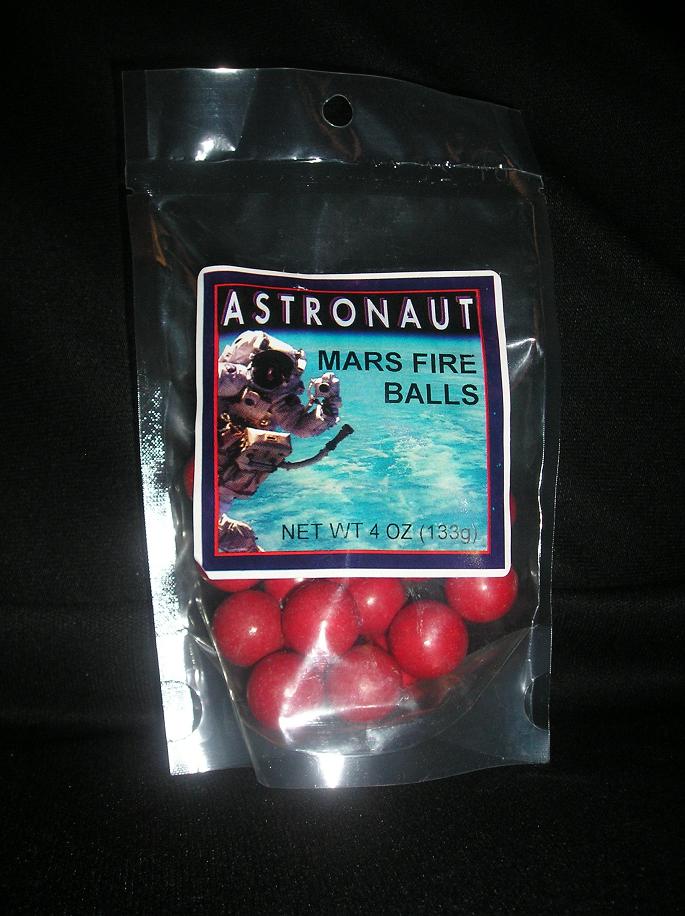 ASTRONAUT
MARS FIRE
BALLS
NET WT 4 OZ (133g)